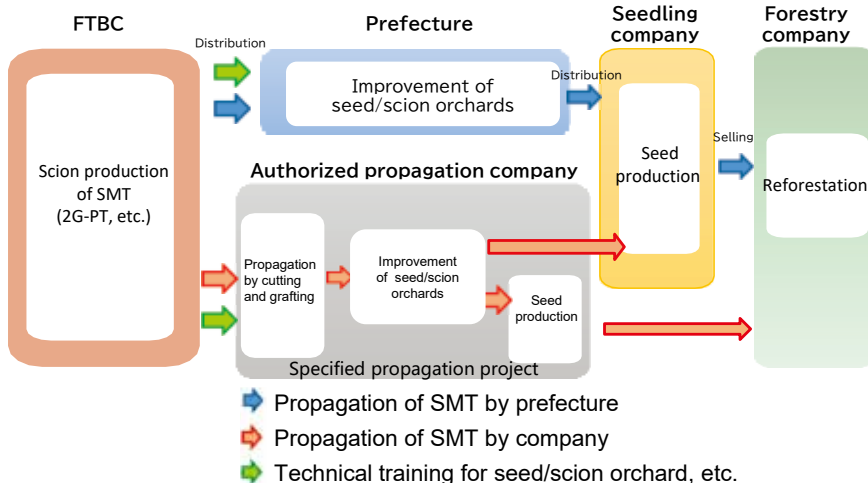 FTBC
Prefecture
Seedling
company
Forestry
company
Distribution
Improvement of
seed/scion orchards
Distribution
Seed
production
Selling
Reforestation
Scion production
of SMT
(2G-PT, etc.)
Authorized propagation company
Propagation
by cutting
and grafting
Improvement
of seed/scion
orchards
Seed
production
Specified propagation project
Propagation of SMT by prefecture
Propagation of SMT by company
Technical training for seed/scion orchard, etc.